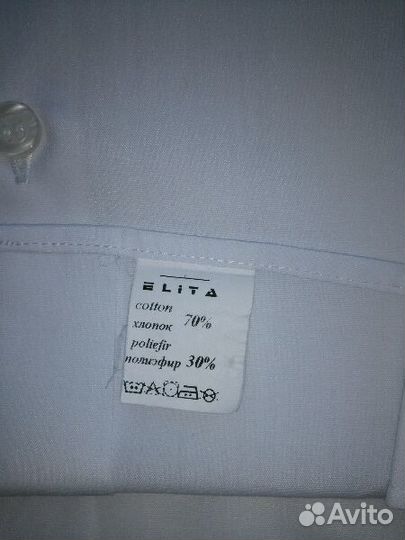 ELITA
cotton
хлопок 70%
poliefir
полиэфир 30%
Avito